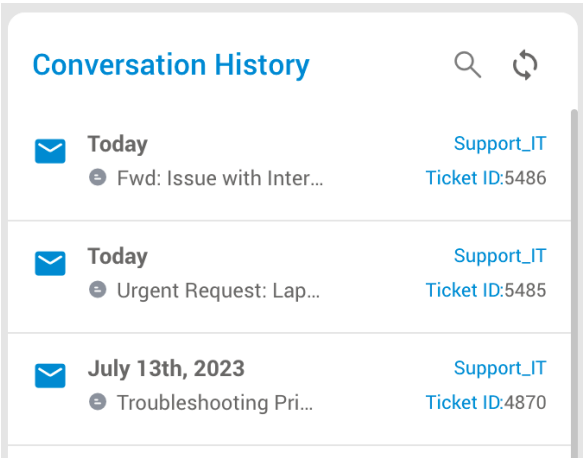 Conversation History
Today
Support_IT
Fwd: Issue with Inter...
Ticket ID:5486
Today
Support_IT
Urgent Request: Lap...
Ticket ID:5485
July 13th, 2023
Support_IT
Troubleshooting Pri...
Ticket ID:4870